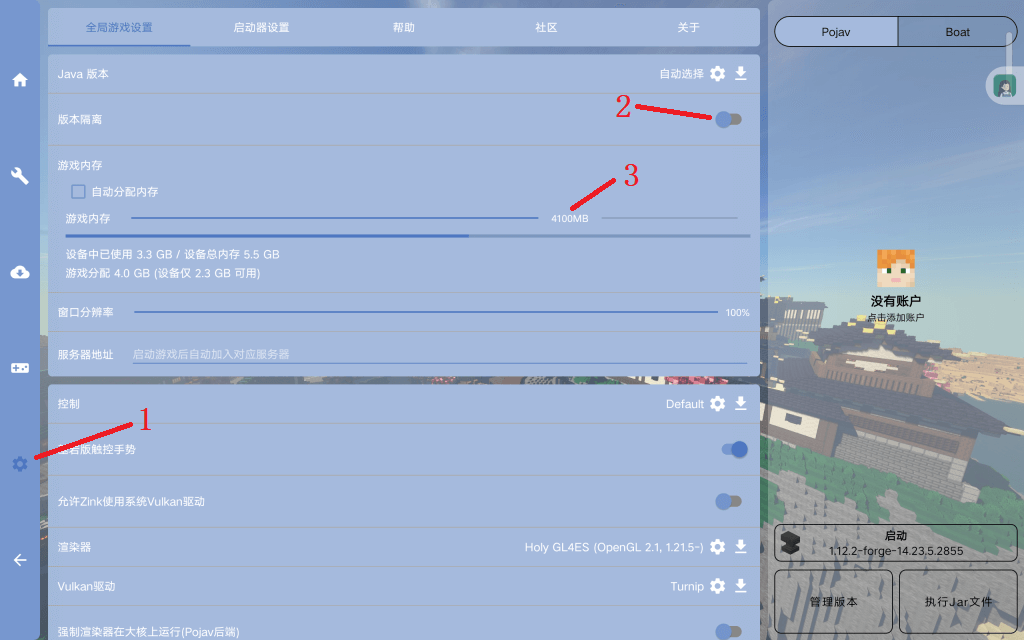 全局游戏设置
启动器设置
帮助
社区
关于
Pojav
Boat
Java 版本
自动选择
2
版本隔离
游戏内存
3
自动分配内存
游戏内存
4100MB
设备中已使用 3.3 GB / 设备总内存 5.5 GB
游戏分配 4.0 GB (设备仅 2.3 GB 可用)
没有账户
点击添加账户
窗口分辨率
100%
服务器地址
启动游戏后自动加入对应服务器
控制
Default
1
岩版触控手势
允许Zink使用系统Vulkan驱动
渲染器
Holy GL4ES (OpenGL 2.1, 1.21.5-)
Vulkan驱动
Turnip
强制渲染器在大核上运行(Pojav后端)
启动
1.12.2-forge-14.23.5.2855
管理版本
执行Jar文件